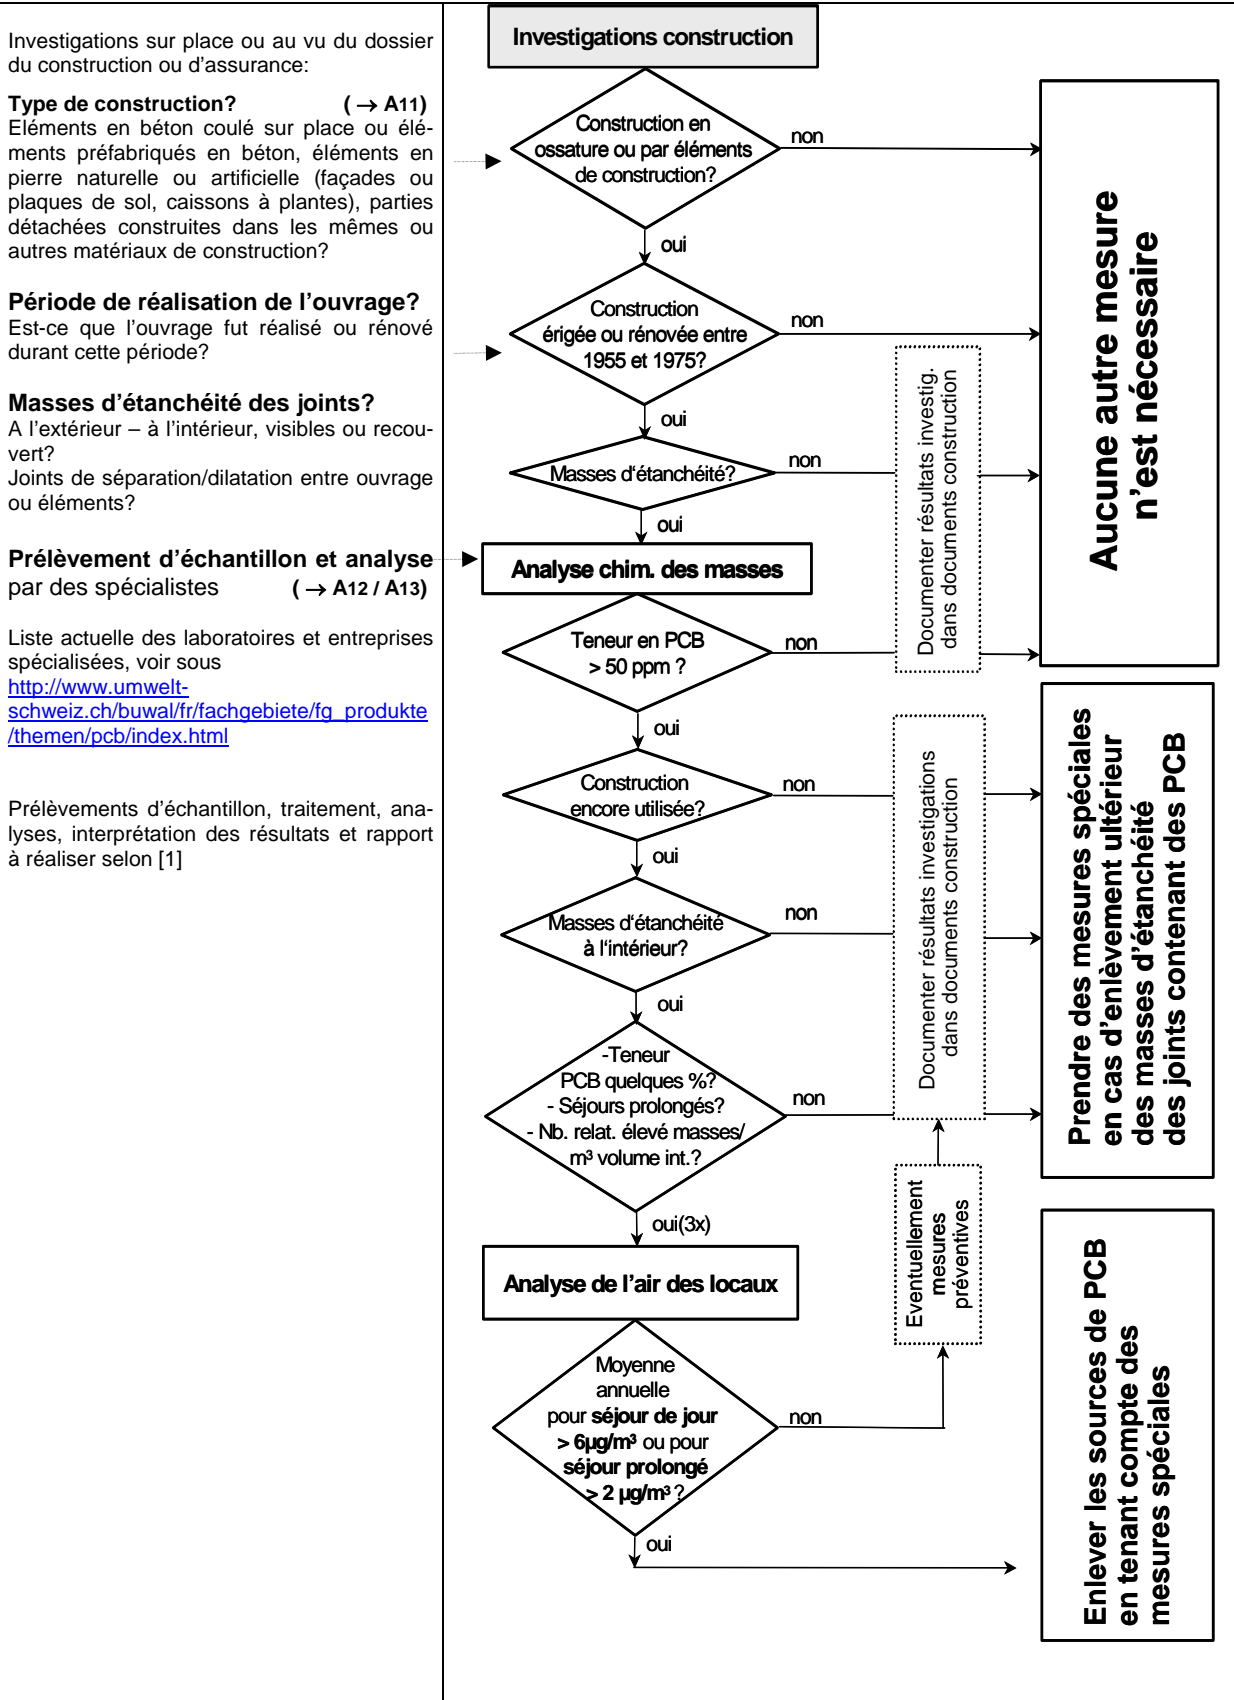 Investigations sur place ou au vu du dossier
du construction ou d'assurance:
Type de construction? ( → A11)
Eléments en béton coulé sur place ou élé-
ments préfabriqués en béton, éléments en
pierre naturelle ou artificielle (façades ou
plaques de sol, caissons à plantes), parties
détachées construites dans les mêmes ou
autres matériaux de construction?
Période de réalisation de l'ouvrage?
Est-ce que l'ouvrage fut réalisé ou rénové
durant cette période?
Masses d'étanchéité des joints?
A l'extérieur – à l'intérieur, visibles ou recou-
vert?
Joints de séparation/dilatation entre ouvrage
ou éléments?
Prélèvement d'échantillon et analyse
par des spécialistes ( → A12 / A13)
Liste actuelle des laboratoires et entreprises
spécialisées, voir sous
http://www.umwelt-
schweiz.ch/buwal/fr/fachgebiete/fg_produkte
/themen/pcb/index.html
Prélèvements d'échantillon, traitement, ana-
lyses, interprétation des résultats et rapport
à réaliser selon [1]
Investigations construction
Construction en
ossature ou par éléments
de construction?
non
oui
Construction
érigée ou rénovée entre
1955 et 1975?
non
oui
Masses d'étanchéité?
non
oui
Analyse chim. des masses
Teneur en PCB
> 50 ppm ?
non
oui
Construction
encore utilisée?
non
oui
Masses d'étanchéité
à l'intérieur?
non
oui
-Teneur
PCB quelques %?
- Séjours prolongés?
- Nb. relat. élevé masses/
m³ volume int.?
non
oui(3x)
Analyse de l'air des locaux
Moyenne
annuelle
pour séjour de jour
> 6µg/m³ ou pour
séjour prolongé
> 2 µg/m³ ?
non
oui
Documenter résultats investig.
dans documents construction
Documenter résultats investigations
dans documents construction
Eventuellement
mesures
préventives
Aucune autre mesure
n'est nécessaire
Prendre des mesures spéciales
en cas d'enlèvement ultérieur
des masses d'étanchéité
des joints contenant des PCB
Enlever les sources de PCB
en tenant compte des
mesures spéciales